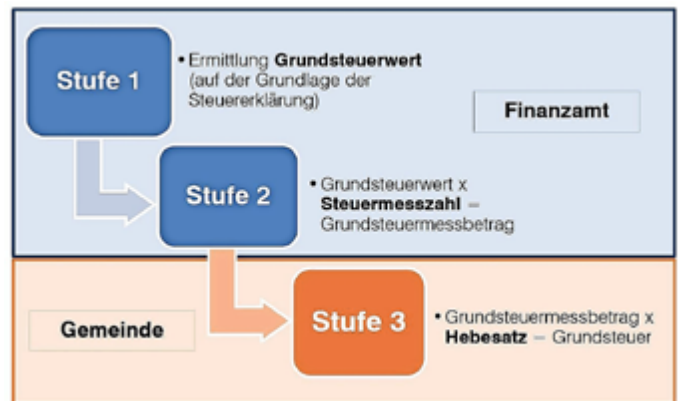 Stufe 1
• Ermittlung Grundsteuerwert
(auf der Grundlage der
Steuererklärung)
Finanzamt
Stufe 2
• Grundsteuerwert x
Steuermesszahl =
Grundsteuermessbetrag
Gemeinde
Stufe 3
• Grundsteuermessbetrag x
Hebesatz = Grundsteuer